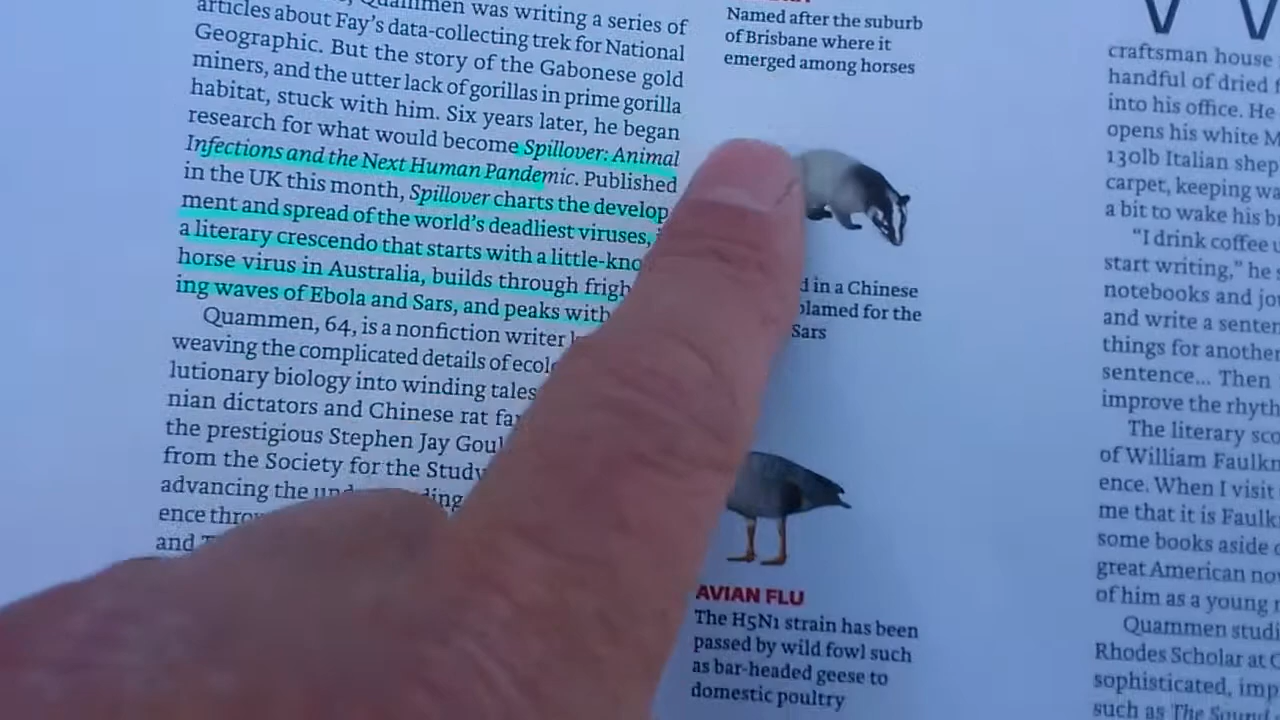 Quammen was writing a series of
articles about Fay's data-collecting trek for National
Geographic. But the story of the Gabonese gold
miners, and the utter lack of gorillas in prime gorilla
habitat, stuck with him. Six years later, he began
research for what would become Spillover: Animal
Infections and the Next Human Pandemic. Published
in the UK this month, Spillover charts the develop
ment and spread of the world's deadliest viruses,
a literary crescendo that starts with a little-kno
horse virus in Australia, builds through frigh
ing waves of Ebola and Sars, and peaks with
Quammen, 64, is a nonfiction writer
weaving the complicated details of ecol
lutionary biology into winding tales
nian dictators and Chinese rat fa
the prestigious Stephen Jay Goul
from the Society for the Study
advancing the und ding
ence thro
and
Named after the suburb
of Brisbane where it
emerged among horses
d in a Chinese
blamed for the
Sars
AVIAN FLU
The H5N1 strain has been
passed by wild fowl such
as bar-headed geese to
domestic poultry
craftsman house
handful of dried
into his office. He
opens his white M
130lb Italian shep
carpet, keeping wa
a bit to wake his b
"I drink coffee
start writing," he s
notebooks and jo
and write a senten
things for another
sentence... Then
improve the rhyth
The literary sco
of William Faulkn
ence. When I visit
me that it is Faulk
some books aside
great American nov
of him as a young
Quammen studi
Rhodes Scholar at
sophisticated, imp
such as The Sound